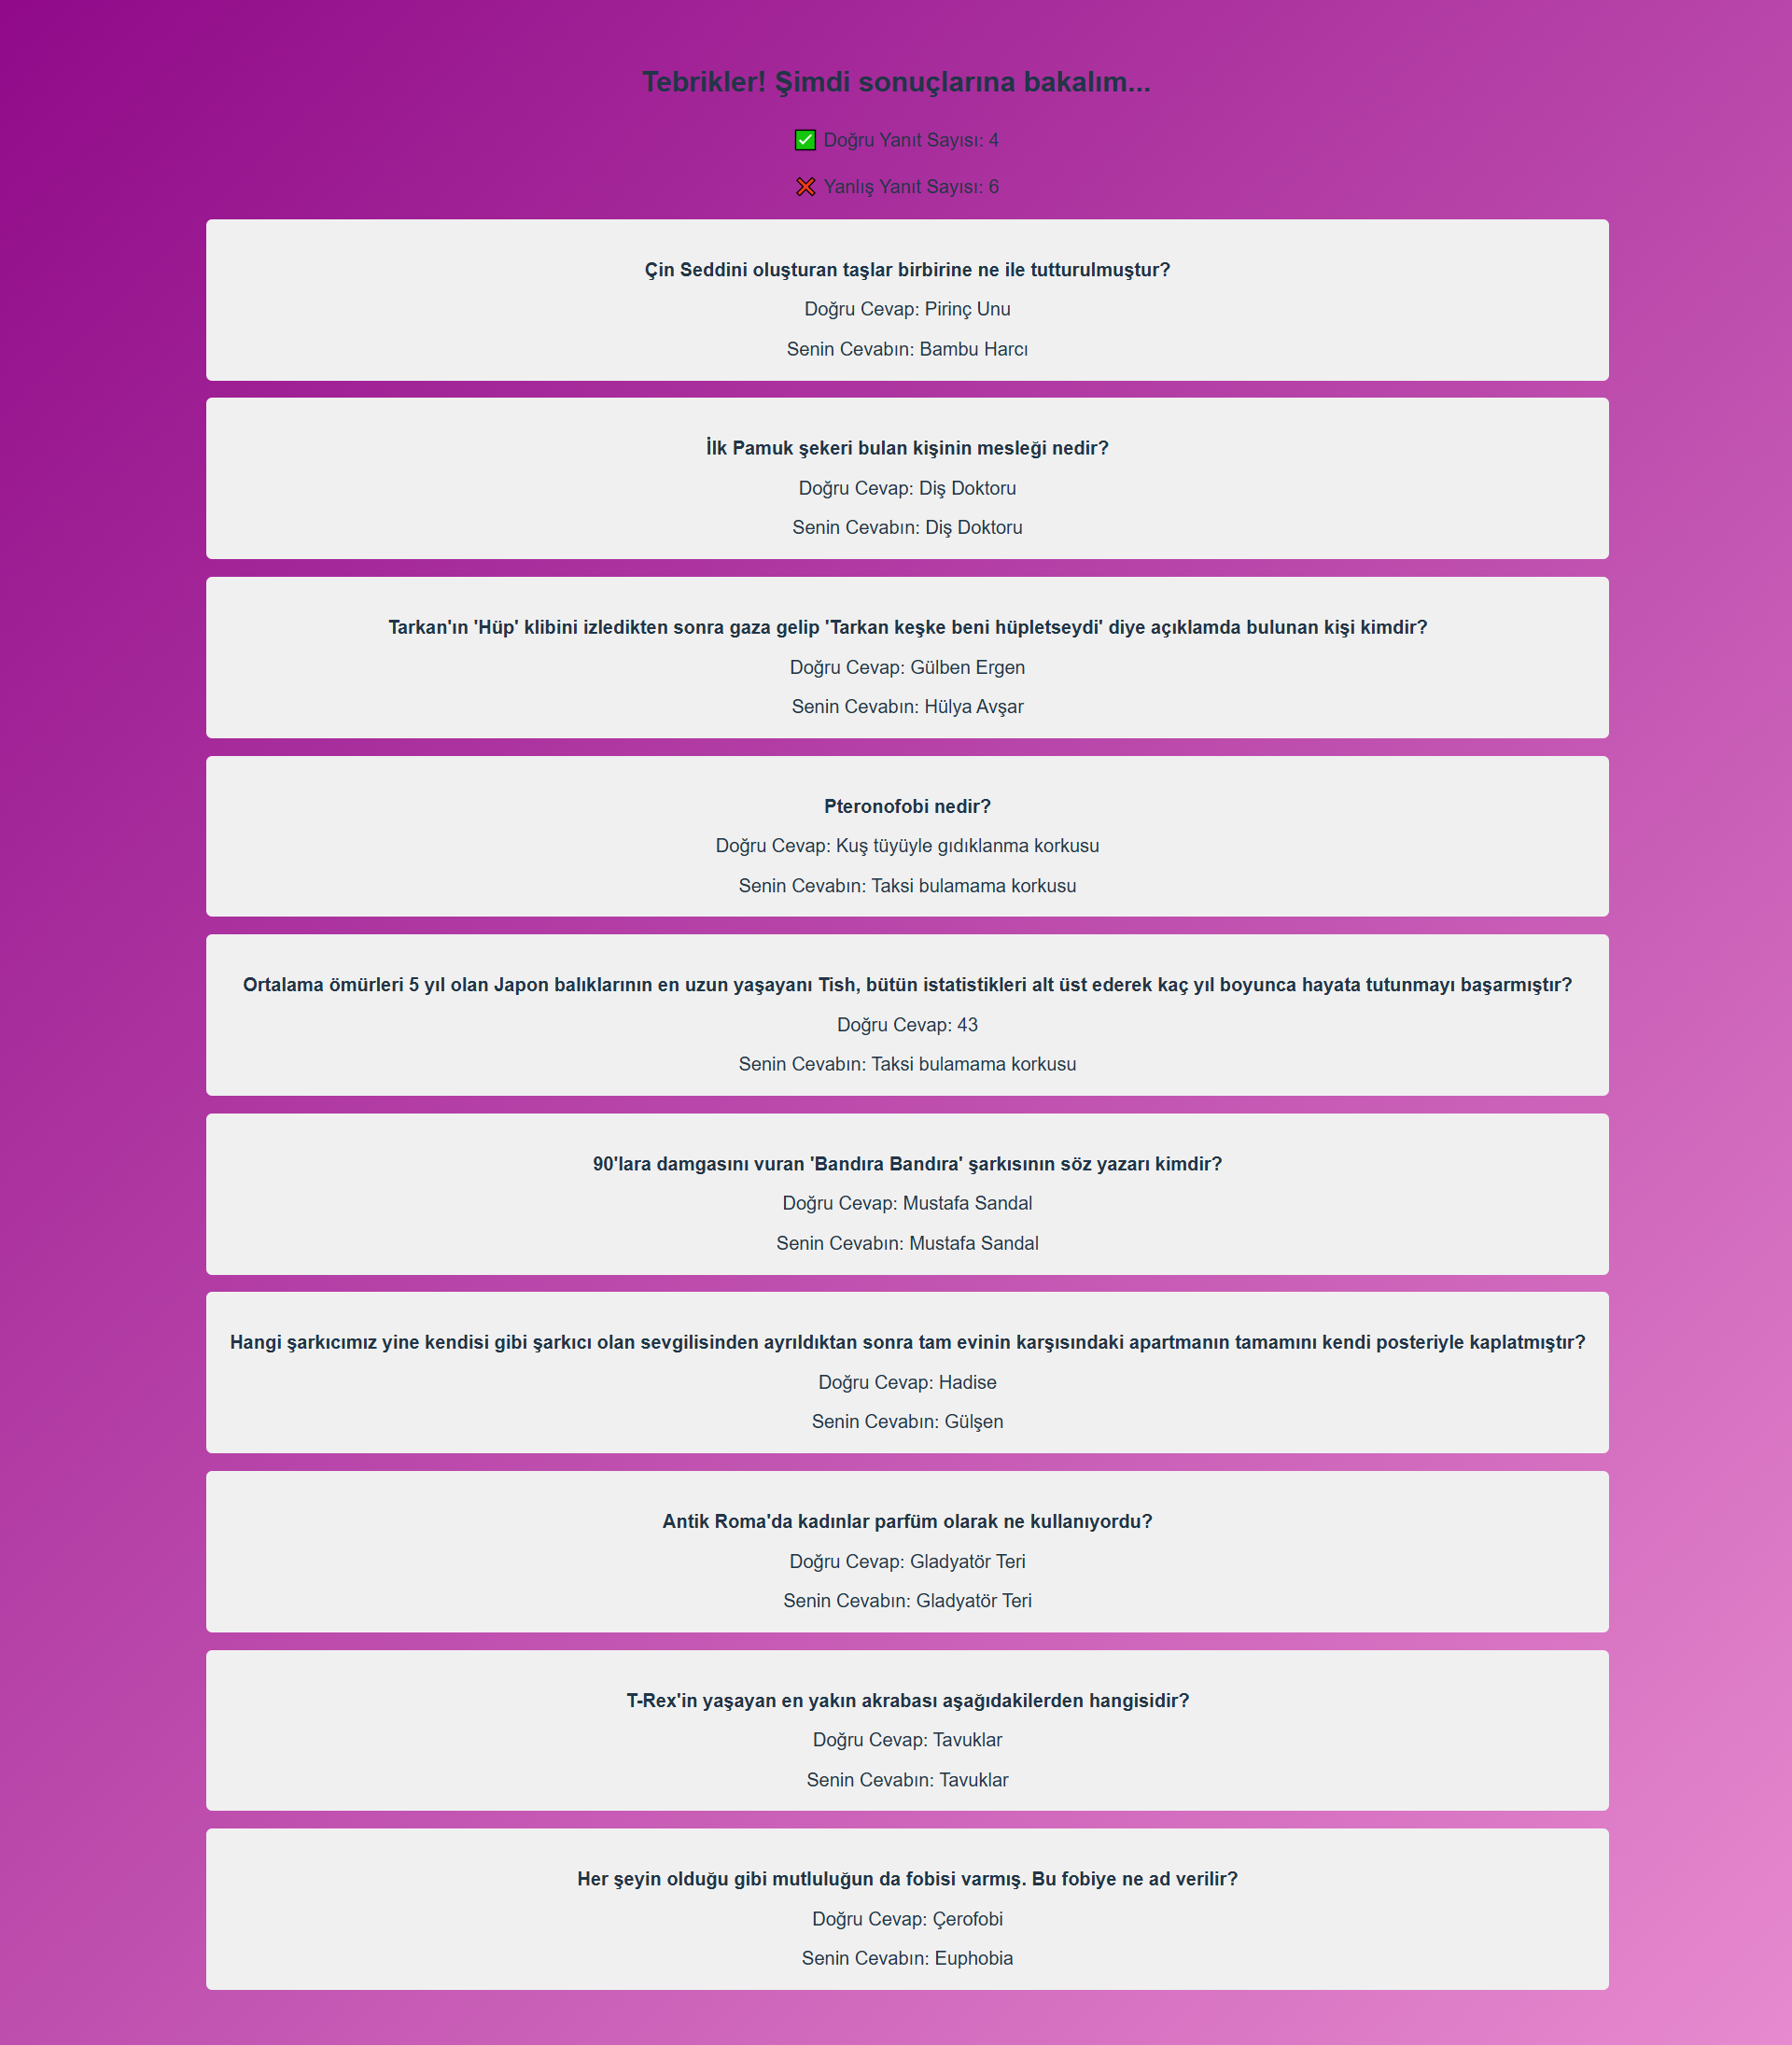 Tebrikler! Şimdi sonuçlarına bakalım...
✅ Doğru Yanıt Sayısı: 4
❌ Yanlış Yanıt Sayısı: 6
Çin Seddini oluşturan taşlar birbirine ne ile tutturulmuştur?
Doğru Cevap: Pirinç Unu
Senin Cevabın: Bambu Harcı
İlk Pamuk şekeri bulan kişinin mesleği nedir?
Doğru Cevap: Diş Doktoru
Senin Cevabın: Diş Doktoru
Tarkan'ın 'Hüp' klibini izledikten sonra gaza gelip 'Tarkan keşke beni hüpletseydi' diye açıklamda bulunan kişi kimdir?
Doğru Cevap: Gülben Ergen
Senin Cevabın: Hülya Avşar
Pteronofobi nedir?
Doğru Cevap: Kuş tüyüyle gıdıklanma korkusu
Senin Cevabın: Taksi bulamama korkusu
Ortalama ömürleri 5 yıl olan Japon balıklarının en uzun yaşayanı Tish, bütün istatistikleri alt üst ederek kaç yıl boyunca hayata tutunmayı başarmıştır?
Doğru Cevap: 43
Senin Cevabın: Taksi bulamama korkusu
90'lara damgasını vuran 'Bandıra Bandıra' şarkısının söz yazarı kimdir?
Doğru Cevap: Mustafa Sandal
Senin Cevabın: Mustafa Sandal
Hangi şarkıcımız yine kendisi gibi şarkıcı olan sevgilisinden ayrıldıktan sonra tam evinin karşısındaki apartmanın tamamını kendi posteriyle kaplatmıştır?
Doğru Cevap: Hadise
Senin Cevabın: Gülşen
Antik Roma'da kadınlar parfüm olarak ne kullanıyordu?
Doğru Cevap: Gladyatör Teri
Senin Cevabın: Gladyatör Teri
T-Rex'in yaşayan en yakın akrabası aşağıdakilerden hangisidir?
Doğru Cevap: Tavuklar
Senin Cevabın: Tavuklar
Her şeyin olduğu gibi mutluluğun da fobisi varmış. Bu fobiye ne ad verilir?
Doğru Cevap: Çerofobi
Senin Cevabın: Euphobia